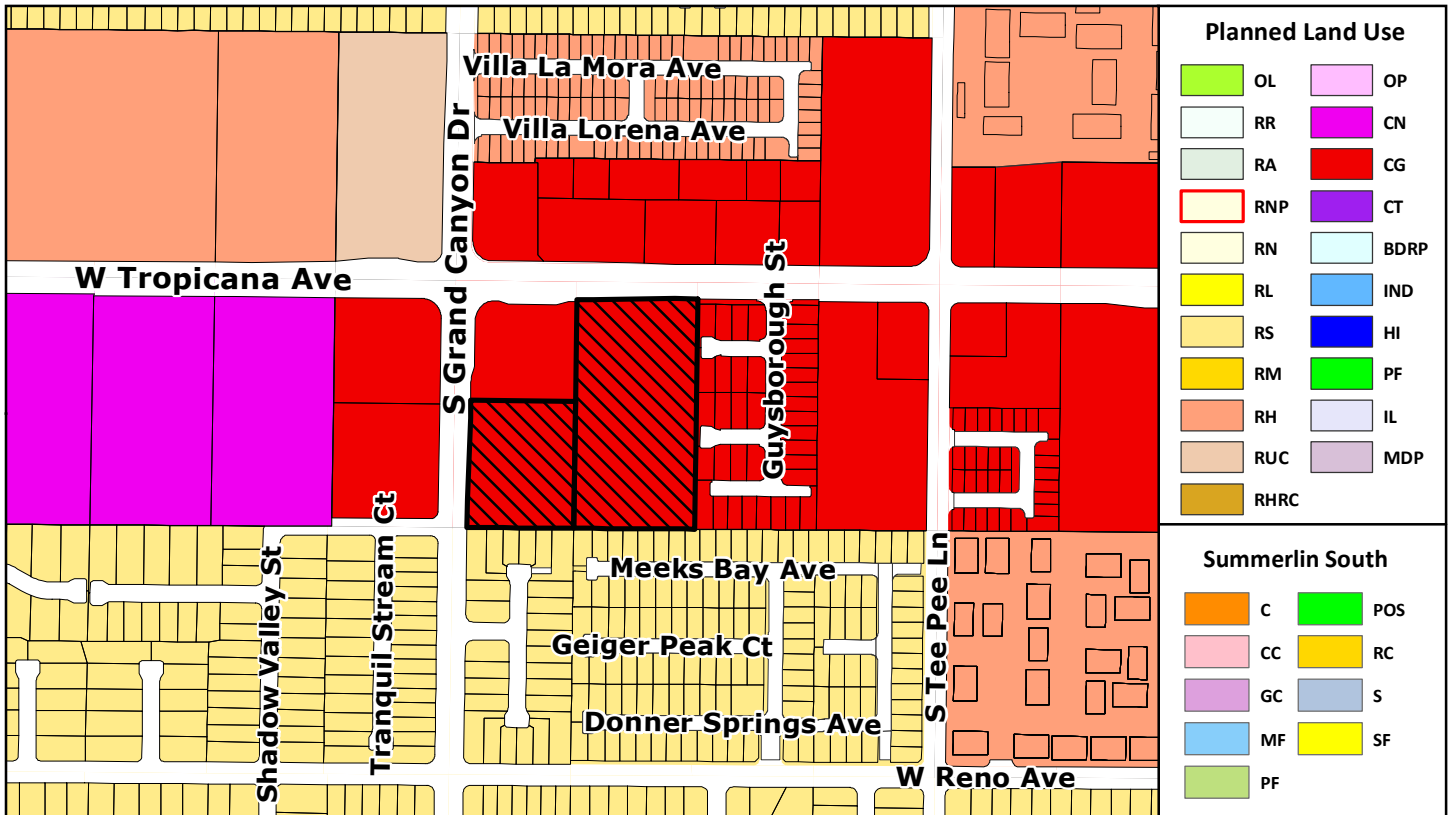 Villa La Mora Ave
Villa Lorena Ave
S Grand Canyon Dr
W Tropicana Ave
Guysborough St
Tranquil Stream Ct
Shadow Valley St
Meeks Bay Ave
Geiger Peak Ct
Donner Springs Ave
S Tee Pee Ln
W Reno Ave
Planned Land Use
OL OP
RR CN
RA CG
RNP CT
RN BDRP
RL IND
RS HI
RM PF
RH IL
RUC MDP
RHRC
Summerlin South
C POS
CC RC
GC S
MF SF
PF